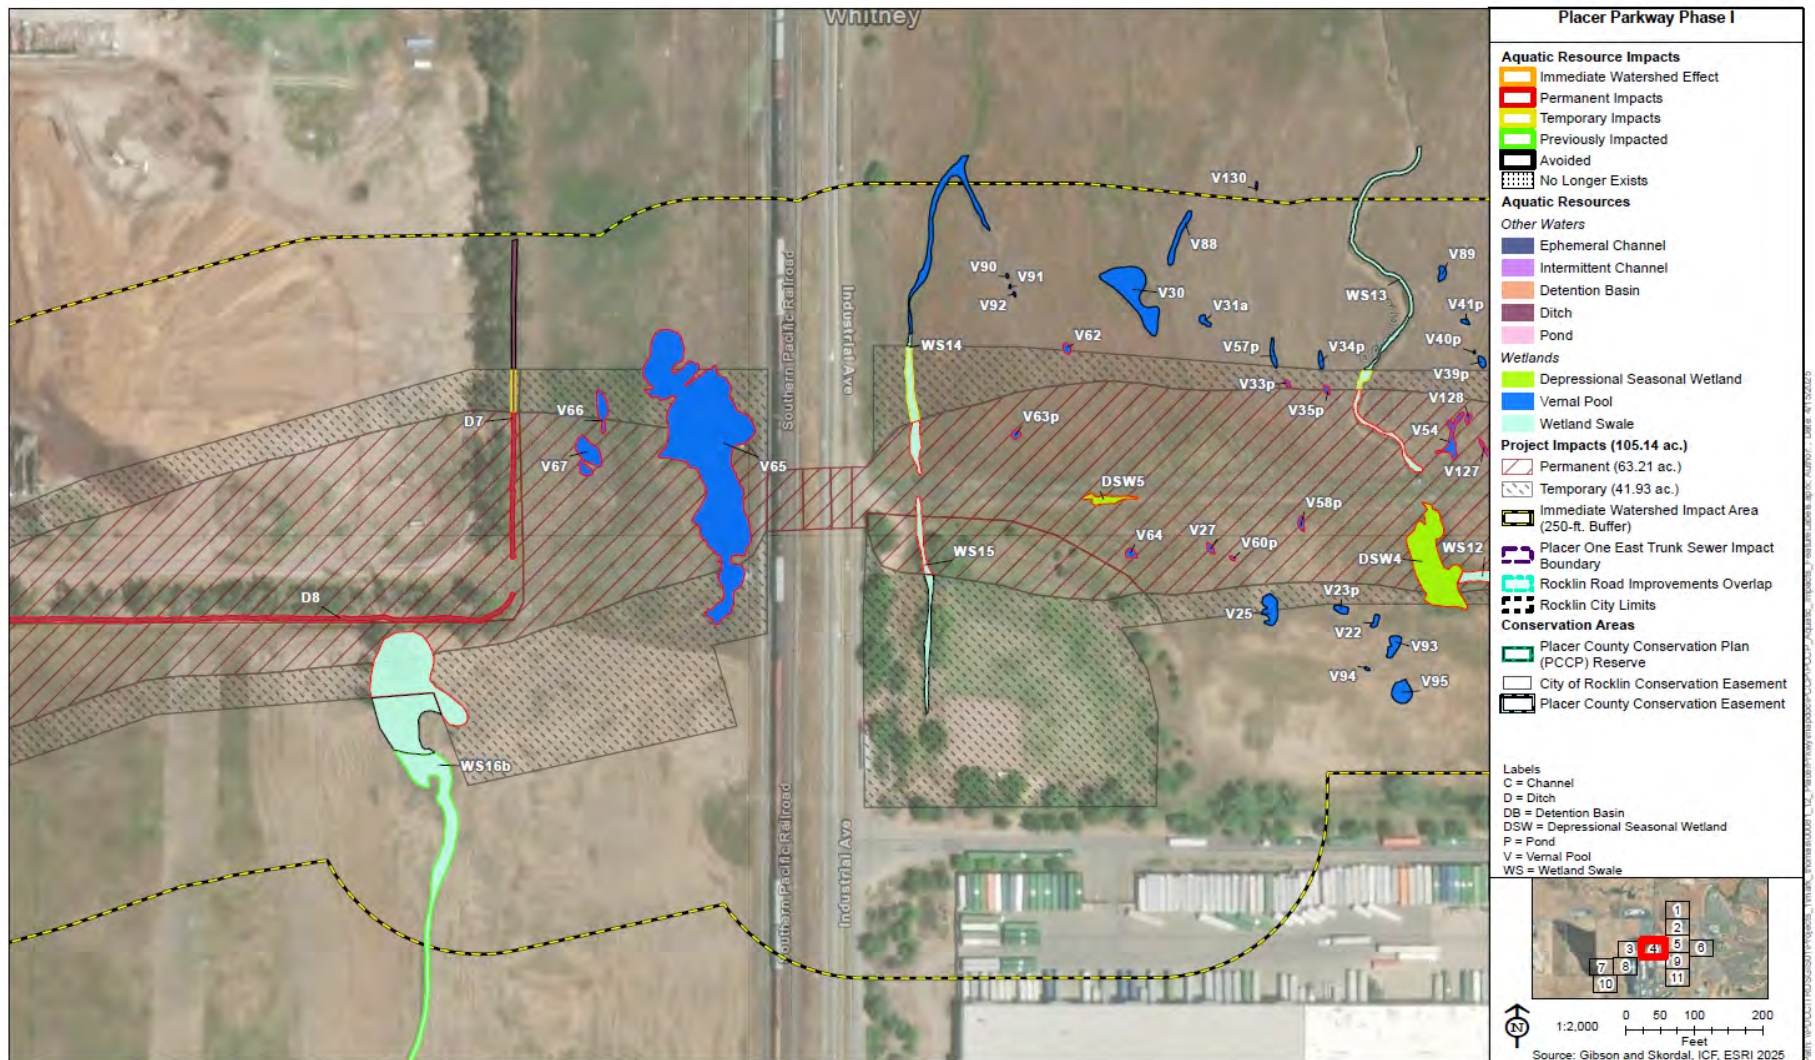 Whitney
Southern Pacific Railroad
Industrial Ave
Southern Pacific Railroad
Industrial Ave
V130
V88
V89
V90
V91
V92
V30
V31a
WS13
V41p
V40p
V39p
WS14
V62
V57p
V34p
V33p
V35p
V128
V54
V127
D7
V66
V67
V65
V63p
DSW5
V58p
V64
V27
V60p
WS15
DSW4
WS12
D8
V25
V23p
V22
V93
V94
V95
WS16b
Placer Parkway Phase I
Aquatic Resource Impacts
Immediate Watershed Effect
Permanent Impacts
Temporary Impacts
Previously Impacted
Avoided
No Longer Exists
Aquatic Resources
Other Waters
Ephemeral Channel
Intermittent Channel
Detention Basin
Ditch
Pond
Wetlands
Depressional Seasonal Wetland
Vernal Pool
Wetland Swale
Project Impacts (105.14 ac.)
Permanent (63.21 ac.)
Temporary (41.93 ac.)
Immediate Watershed Impact Area
(250-ft. Buffer)
Placer One East Trunk Sewer Impact
Boundary
Rocklin Road Improvements Overlap
Rocklin City Limits
Conservation Areas
Placer County Conservation Plan
(PCCP) Reserve
City of Rocklin Conservation Easement
Placer County Conservation Easement
Labels
C = Channel
D = Ditch
DB = Detention Basin
DSW = Depressional Seasonal Wetland
P = Pond
V = Vernal Pool
WS = Wetland Swale
1
2
3
4
5
6
7
8
9
10
11
N
1:2,000
0 50 100 200
Feet
Source: Gibson and Skordal, ICF, ESRI 2025